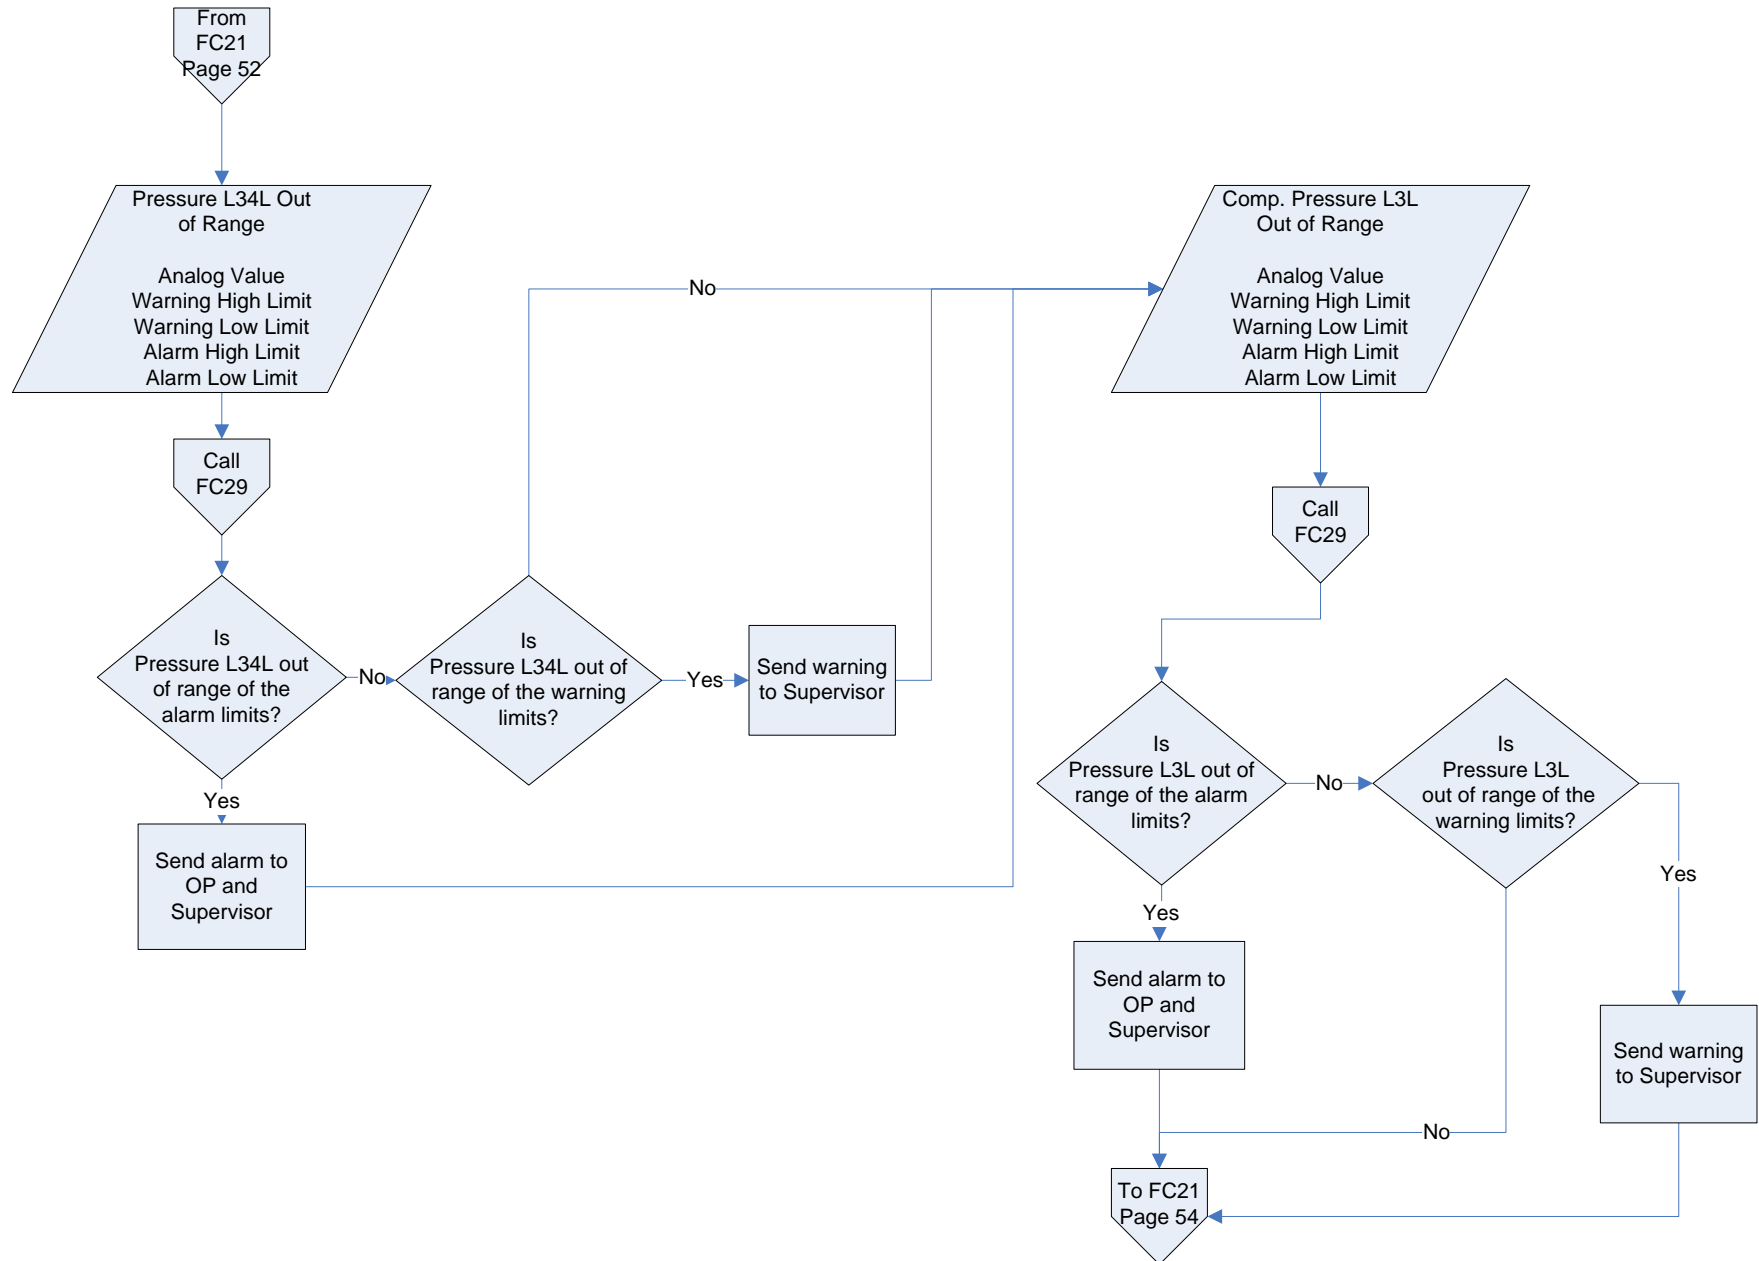 From
FC21
Page 52
Pressure L34L Out
of Range
Analog Value
Warning High Limit
Warning Low Limit
Alarm High Limit
Alarm Low Limit
Call
FC29
Is
Pressure L34L out
of range of the
alarm limits?
No
Is
Pressure L34L out of
range of the warning
limits?
No
Yes
Send warning
to Supervisor
Yes
Send alarm to
OP and
Supervisor
Comp. Pressure L3L
Out of Range
Analog Value
Warning High Limit
Warning Low Limit
Alarm High Limit
Alarm Low Limit
Call
FC29
Is
Pressure L3L out of
range of the alarm
limits?
No
Is
Pressure L3L
out of range of the
warning limits?
Yes
Yes
Send alarm to
OP and
Supervisor
Send warning
to Supervisor
No
To FC21
Page 54